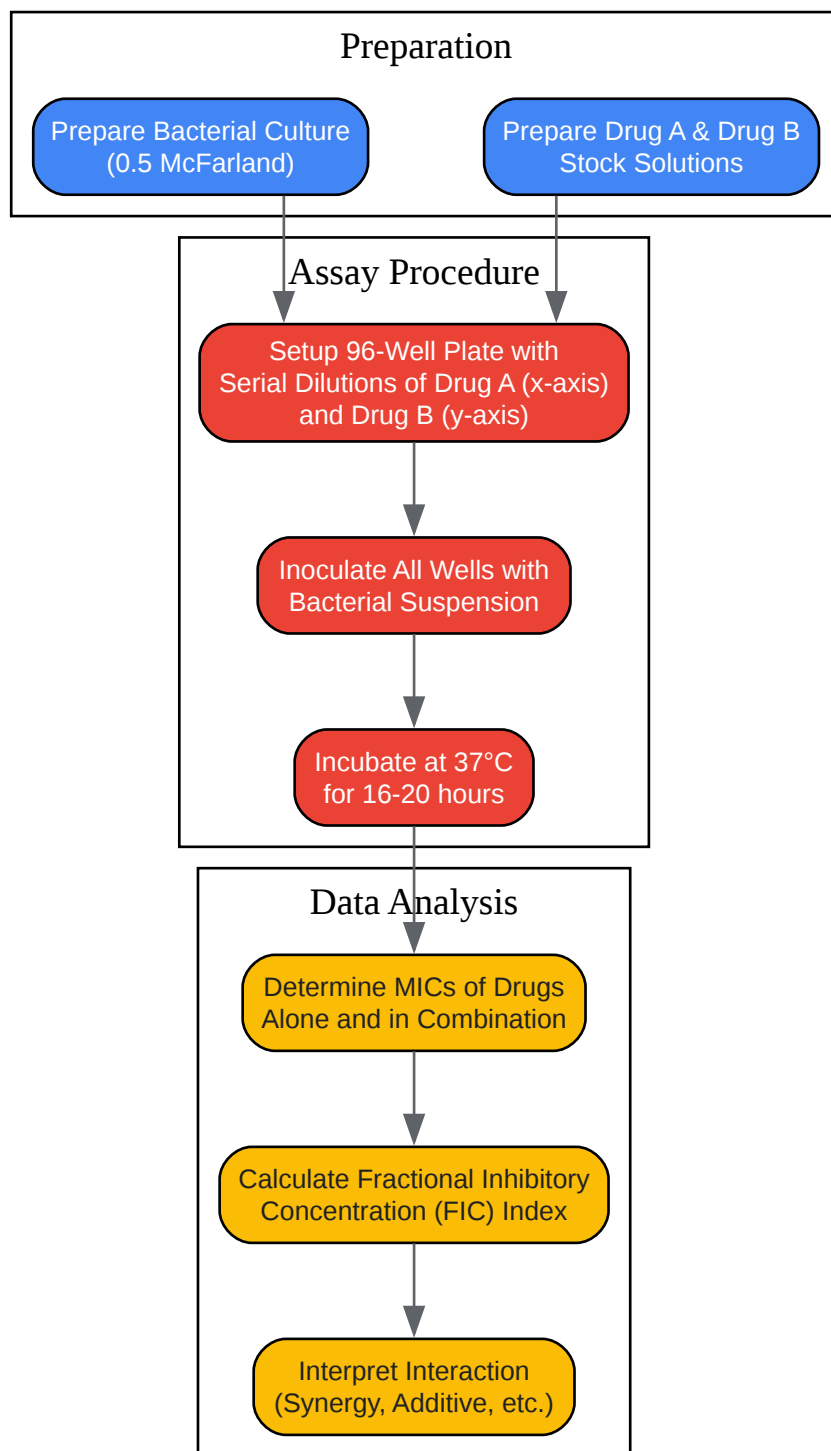 Preparation
Prepare Bacterial Culture
(0.5 McFarland)
Prepare Drug A & Drug B
Stock Solutions
Assay Procedure
Setup 96-Well Plate with
Serial Dilutions of Drug A (x-axis)
and Drug B (y-axis)
Inoculate All Wells with
Bacterial Suspension
Incubate at 37°C
for 16-20 hours
Data Analysis
Determine MICs of Drugs
Alone and in Combination
Calculate Fractional Inhibitory
Concentration (FIC) Index
Interpret Interaction
(Synergy, Additive, etc.)